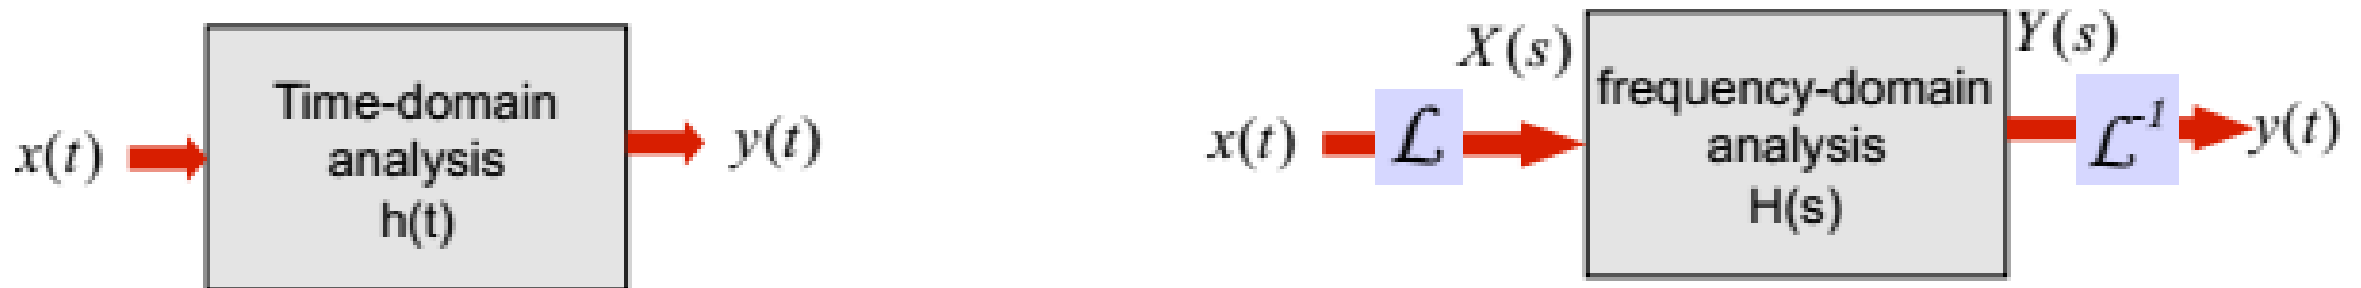 x(t)
Time-domain
analysis
h(t)
y(t)
x(t)
ℒ
X(s)
frequency-domain
analysis
H(s)
Y(s)
ℒ⁻¹
y(t)